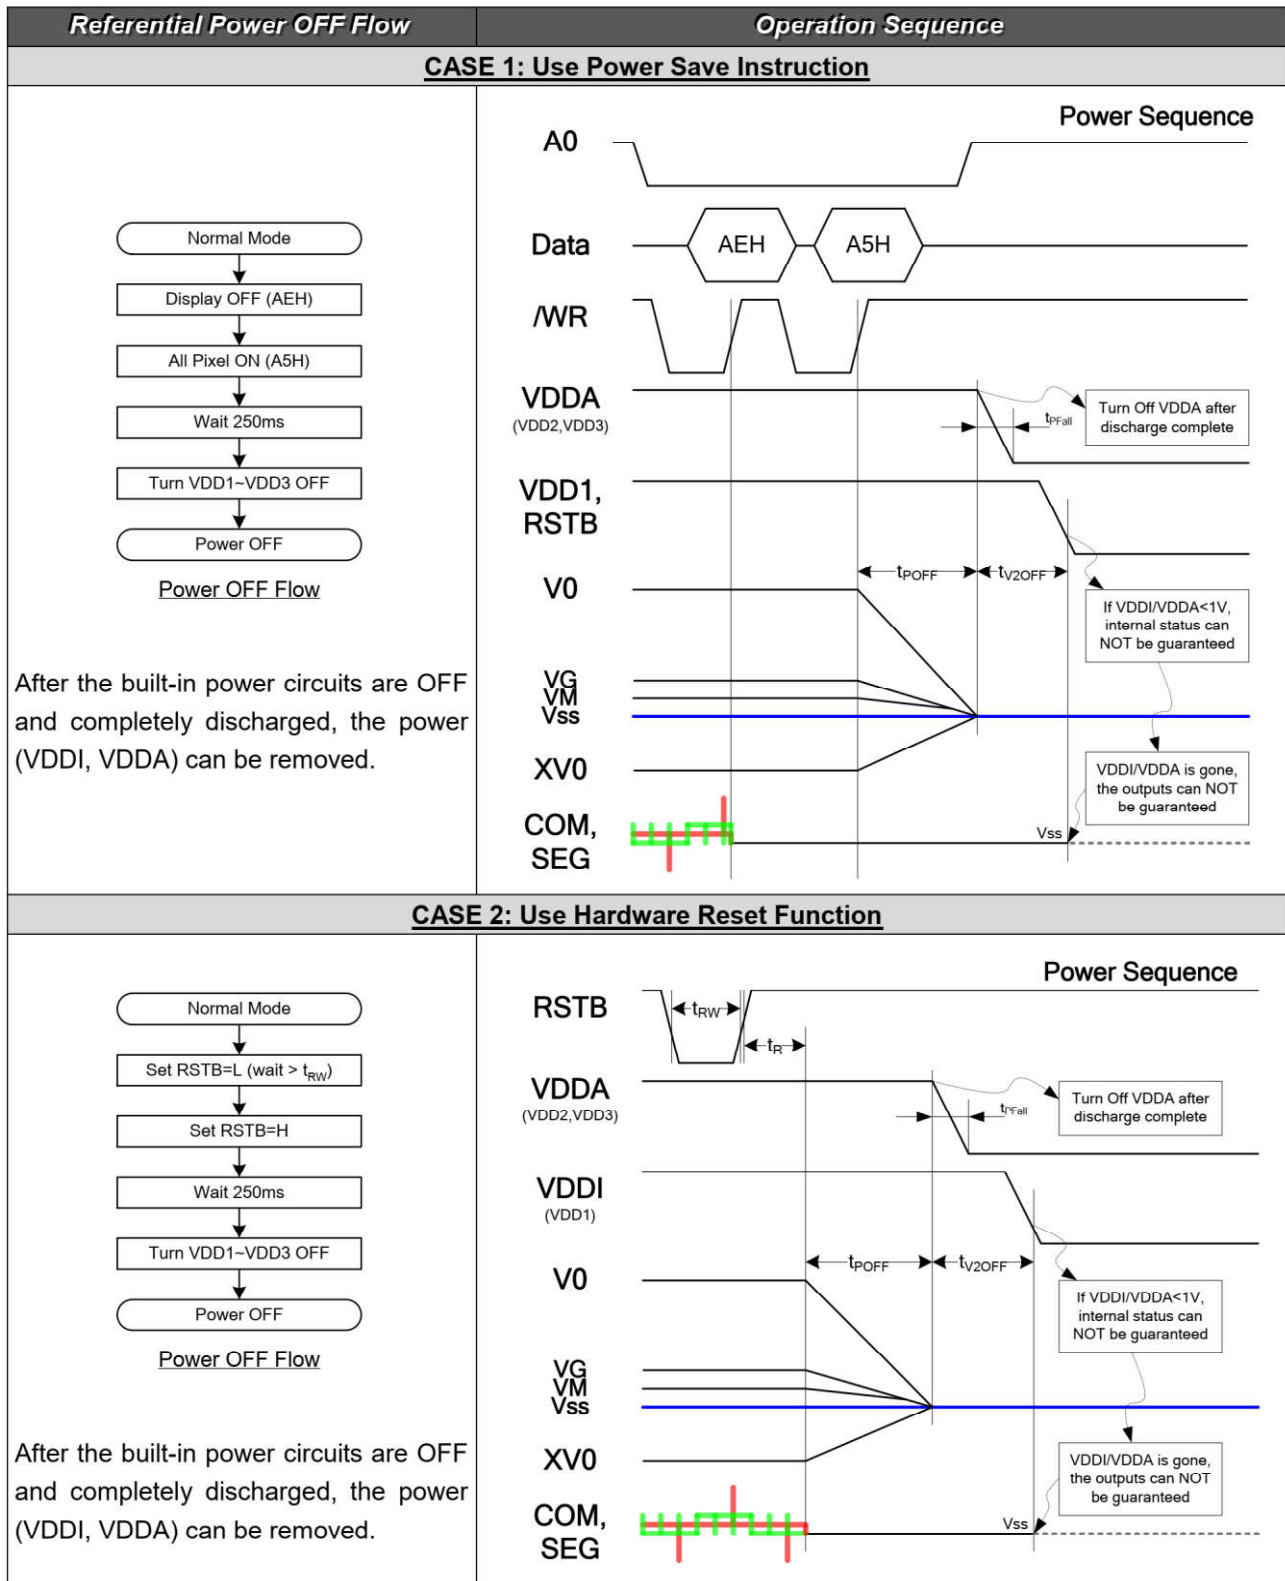 Referential Power OFF Flow
Operation Sequence
CASE 1: Use Power Save Instruction
Normal Mode
Display OFF (AEH)
All Pixel ON (A5H)
Wait 250ms
Turn VDD1~VDD3 OFF
Power OFF
Power OFF Flow
After the built-in power circuits are OFF
and completely discharged, the power
(VDDI, VDDA) can be removed.
Power Sequence
A0
Data
AEH
A5H
/WR
VDDA
(VDD2,VDD3)
tPFall
Turn Off VDDA after
discharge complete
VDD1,
RSTB
tPOFF
tV2OFF
V0
If VDDI/VDDA<1V,
internal status can
NOT be guaranteed
VG
VM
Vss
XV0
VDDI/VDDA is gone,
the outputs can NOT
be guaranteed
COM,
SEG
Vss
CASE 2: Use Hardware Reset Function
Normal Mode
Set RSTB=L (wait > tRW)
Set RSTB=H
Wait 250ms
Turn VDD1~VDD3 OFF
Power OFF
Power OFF Flow
After the built-in power circuits are OFF
and completely discharged, the power
(VDDI, VDDA) can be removed.
Power Sequence
RSTB
tRW
tR
VDDA
(VDD2,VDD3)
tPFall
Turn Off VDDA after
discharge complete
VDDI
(VDD1)
tPOFF
tV2OFF
V0
If VDDI/VDDA<1V,
internal status can
NOT be guaranteed
VG
VM
Vss
XV0
VDDI/VDDA is gone,
the outputs can NOT
be guaranteed
COM,
SEG
Vss